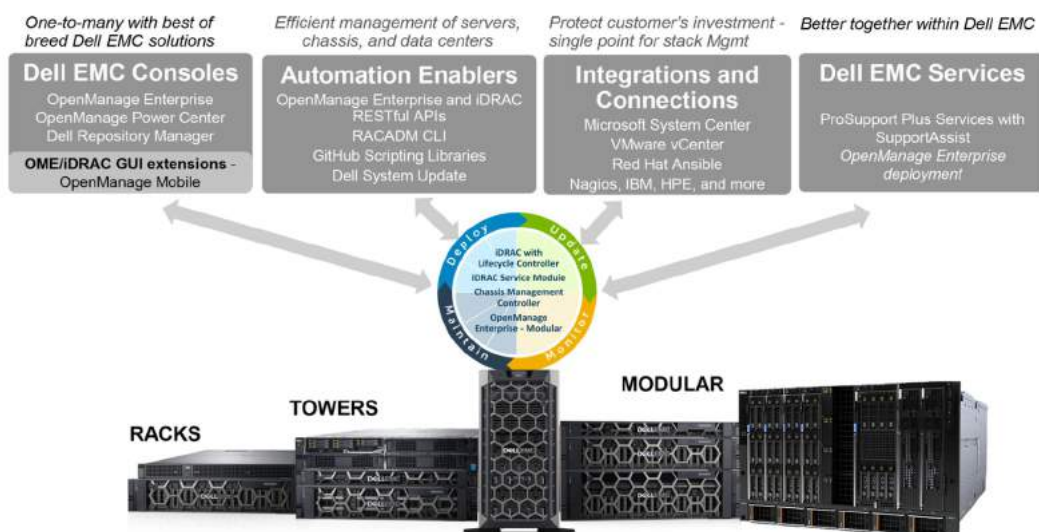 One-to-many with best of
breed Dell EMC solutions
Dell EMC Consoles
OpenManage Enterprise
OpenManage Power Center
Dell Repository Manager
OME/iDRAC GUI extensions -
OpenManage Mobile
Efficient management of servers,
chassis, and data centers
Automation Enablers
OpenManage Enterprise and iDRAC
RESTful APIs
RACADM CLI
GitHub Scripting Libraries
Dell System Update
Protect customer's investment -
single point for stack Mgmt
Integrations and
Connections
Microsoft System Center
VMware vCenter
Red Hat Ansible
Nagios, IBM, HPE, and more
Better together within Dell EMC
Dell EMC Services
ProSupport Plus Services with
SupportAssist
OpenManage Enterprise
deployment
Deploy
Update
Maintain
Monitor
iDRAC with
Lifecycle Controller
iDRAC Service Module
Chassis Management
Controller
OpenManage
Enterprise - Modular
RACKS
TOWERS
MODULAR
DELLEMC